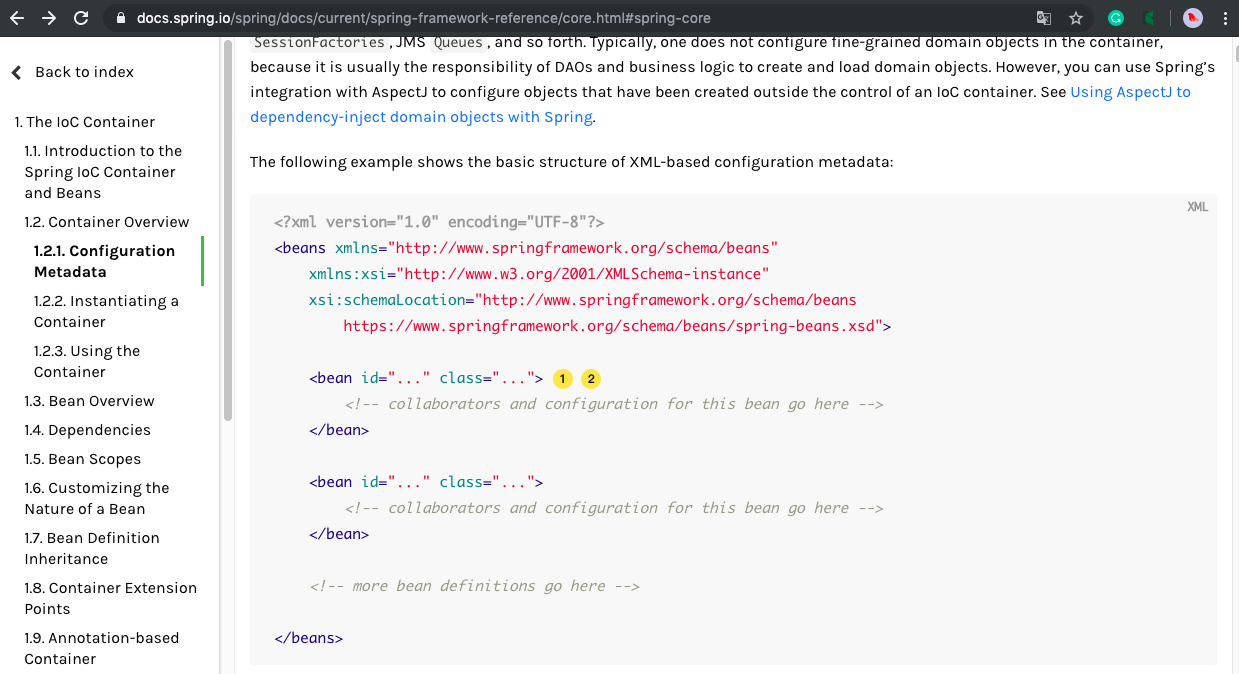 docs.spring.io/spring/docs/current/spring-framework-reference/core.html#spring-core
Back to index
1. The IoC Container
1.1. Introduction to the
Spring IoC Container
and Beans
1.2. Container Overview
1.2.1. Configuration
Metadata
1.2.2. Instantiating a
Container
1.2.3. Using the
Container
1.3. Bean Overview
1.4. Dependencies
1.5. Bean Scopes
1.6. Customizing the
Nature of a Bean
1.7. Bean Definition
Inheritance
1.8. Container Extension
Points
1.9. Annotation-based
Container
SessionFactories, JMS Queues, and so forth. Typically, one does not configure fine-grained domain objects in the container,
because it is usually the responsibility of DAOs and business logic to create and load domain objects. However, you can use Spring’s
integration with AspectJ to configure objects that have been created outside the control of an IoC container. See Using AspectJ to
dependency-inject domain objects with Spring.
The following example shows the basic structure of XML-based configuration metadata:
XML
<?xml version="1.0" encoding="UTF-8"?>
<beans xmlns="http://www.springframework.org/schema/beans"
xmlns:xsi="http://www.w3.org/2001/XMLSchema-instance"
xsi:schemaLocation="http://www.springframework.org/schema/beans
https://www.springframework.org/schema/beans/spring-beans.xsd">
<bean id="..." class="..."> 1 2
<!-- collaborators and configuration for this bean go here -->
</bean>
<bean id="..." class="...">
<!-- collaborators and configuration for this bean go here -->
</bean>
<!-- more bean definitions go here -->
</beans>